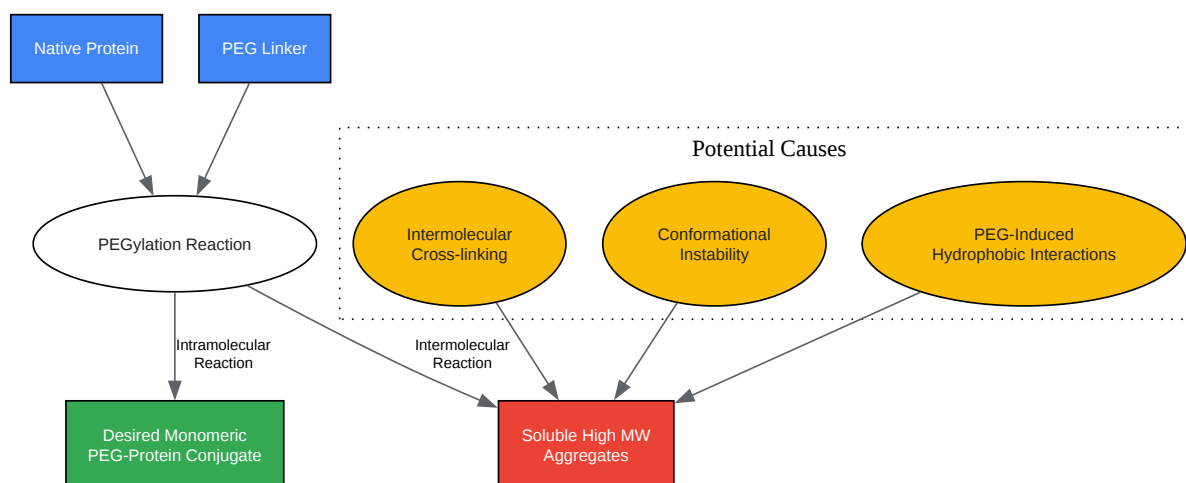 Native Protein
PEG Linker
Potential Causes
PEGylation Reaction
Intermolecular
Cross-linking
Conformational
Instability
PEG-Induced
Hydrophobic Interactions
Intramolecular
Reaction
Intermolecular
Reaction
Desired Monomeric
PEG-Protein Conjugate
Soluble High MW
Aggregates